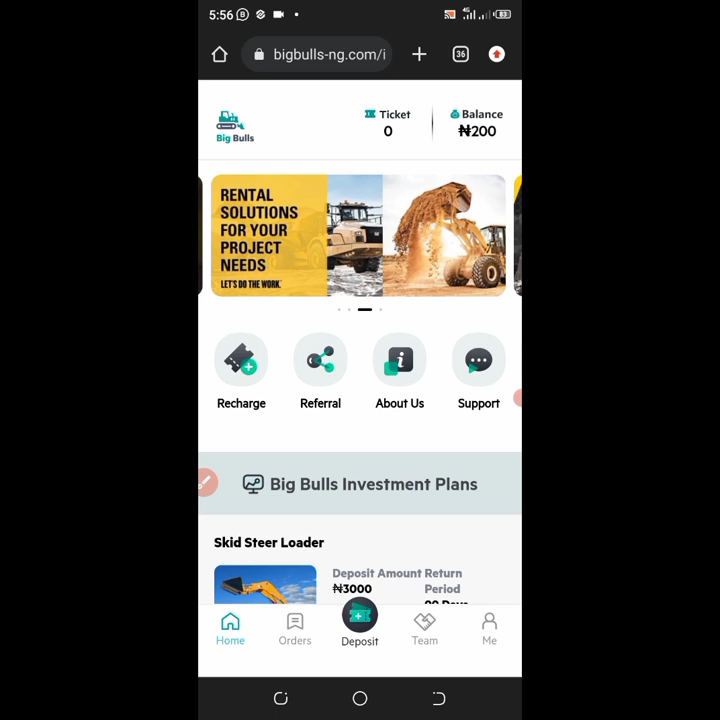 5:56
83
bigbulls-ng.com/i
36
Ticket
0
Balance
₦200
Big Bulls
RENTAL
SOLUTIONS
FOR YOUR
PROJECT
NEEDS
LET'S DO THE WORK.
Recharge
Referral
About Us
Support
Big Bulls Investment Plans
Skid Steer Loader
Deposit Amount
₦3000
Return
Period
Home
Orders
Deposit
Team
Me